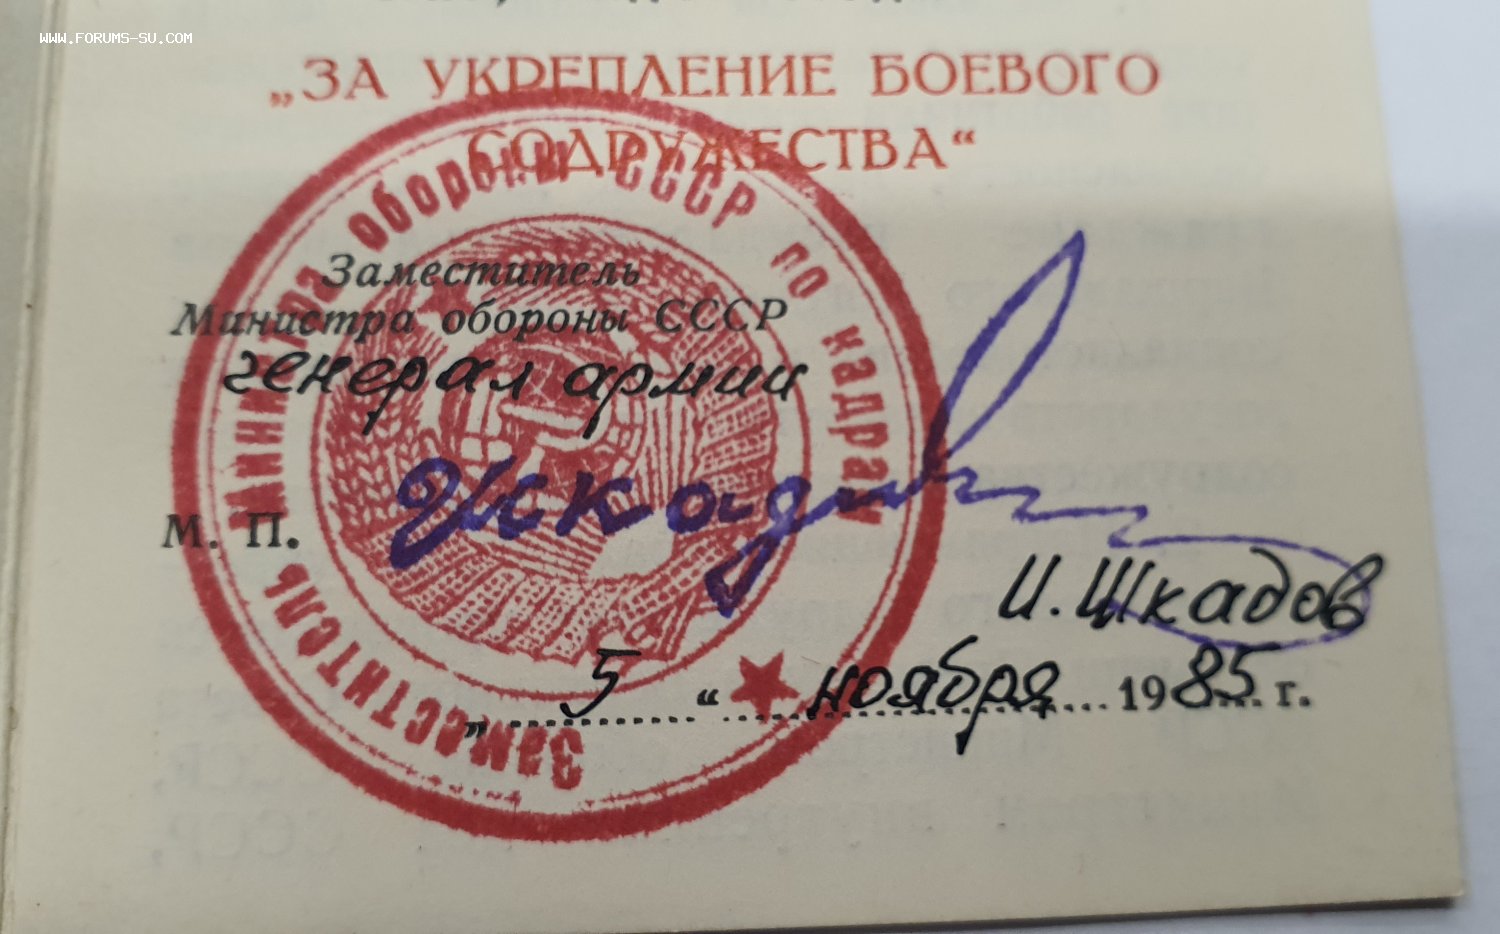 WWW.FORUMS-SU.COM
„ЗА УКРЕПЛЕНИЕ БОЕВОГО
СОДРУЖЕСТВА“
Заместитель Министра обороны СССР по кадрам
Заместитель
Министра обороны СССР
генерал армии
Шкадов
М. П.
И. Шкадов
„ 5 “ ноября 1985 г.